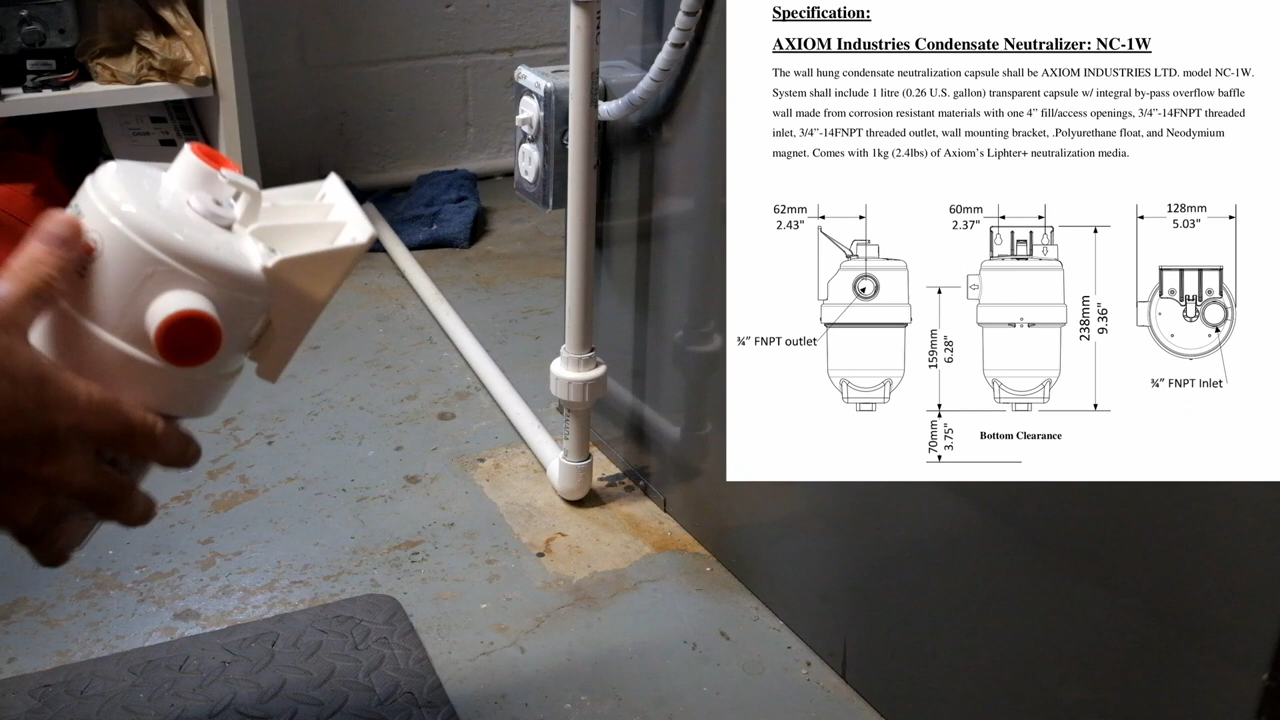 Specification:
AXIOM Industries Condensate Neutralizer: NC-1W
The wall hung condensate neutralization capsule shall be AXIOM INDUSTRIES LTD. model NC-1W.
System shall include 1 litre (0.26 U.S. gallon) transparent capsule w/ integral by-pass overflow baffle
wall made from corrosion resistant materials with one 4” fill/access openings, 3/4”-14FNPT threaded
inlet, 3/4”-14FNPT threaded outlet, wall mounting bracket, .Polyurethane float, and Neodymium
magnet. Comes with 1kg (2.4lbs) of Axiom’s Liphter+ neutralization media.
62mm
2.43"
60mm
2.37"
128mm
5.03"
¾” FNPT outlet
159mm
6.28"
238mm
9.36"
¾” FNPT Inlet
70mm
3.75"
Bottom Clearance